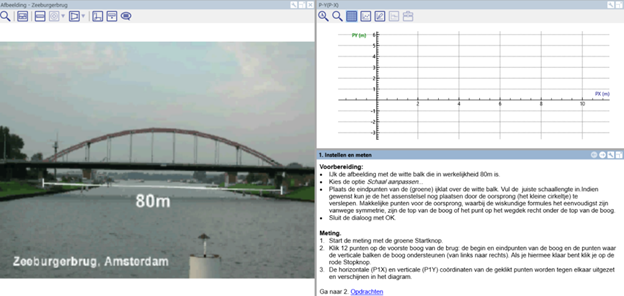 Afbeelding - Zeeburgerbrug
80m
Zeeburgerbrug, Amsterdam
P-Y(P-X)
PY (m)
6
5
4
3
2
1
-1
-2
-3
2
4
6
8
10
PX (m)
1. Instellen en meten
Voorbereiding:
• IJk de afbeelding met de witte balk die in werkelijkheid 80m is.
• Kies de optie Schaal aanpassen...
• Plaats de eindpunten van de (groene) ijklat over de witte balk. Vul de juiste schaallengte in.Indien
gewenst kun je de het assenstelsel nog plaatsen door de oorsprong (het kleine cirkeltje) te
verslepen. Makkelijke punten voor de oorsprong, waarbij de wiskundige formules het eenvoudigst zijn
vanwege symmetrie, zijn de top van de boog of het punt op het wegdek recht onder de top van de boog.
• Sluit de dialoog met OK.
Meting.
1. Start de meting met de groene Startknop.
2. Klik 12 punten op de voorste boog van de brug: de begin en eindpunten van de boog en de punten waar
de verticale balken de boog ondersteunen (van links naar rechts). Als je hiermee klaar bent klik je op de
rode Stopknop.
3. De horizontale (P1X) en verticale (P1Y) coördinaten van de geklikt punten worden tegen elkaar uitgezet
en verschijnen in het diagram.
Ga naar 2. Opdrachten